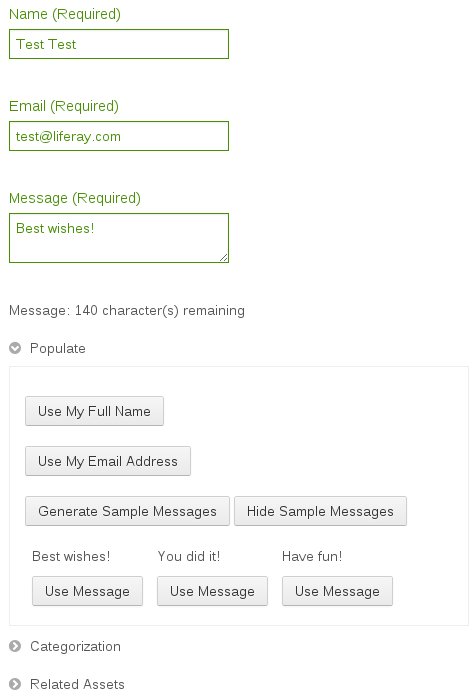 Name (Required)
Test Test
Email (Required)
test@liferay.com
Message (Required)
Best wishes!
Message: 140 character(s) remaining
Populate
Use My Full Name
Use My Email Address
Generate Sample Messages Hide Sample Messages
Best wishes! You did it! Have fun!
Use Message Use Message Use Message
Categorization
Related Assets